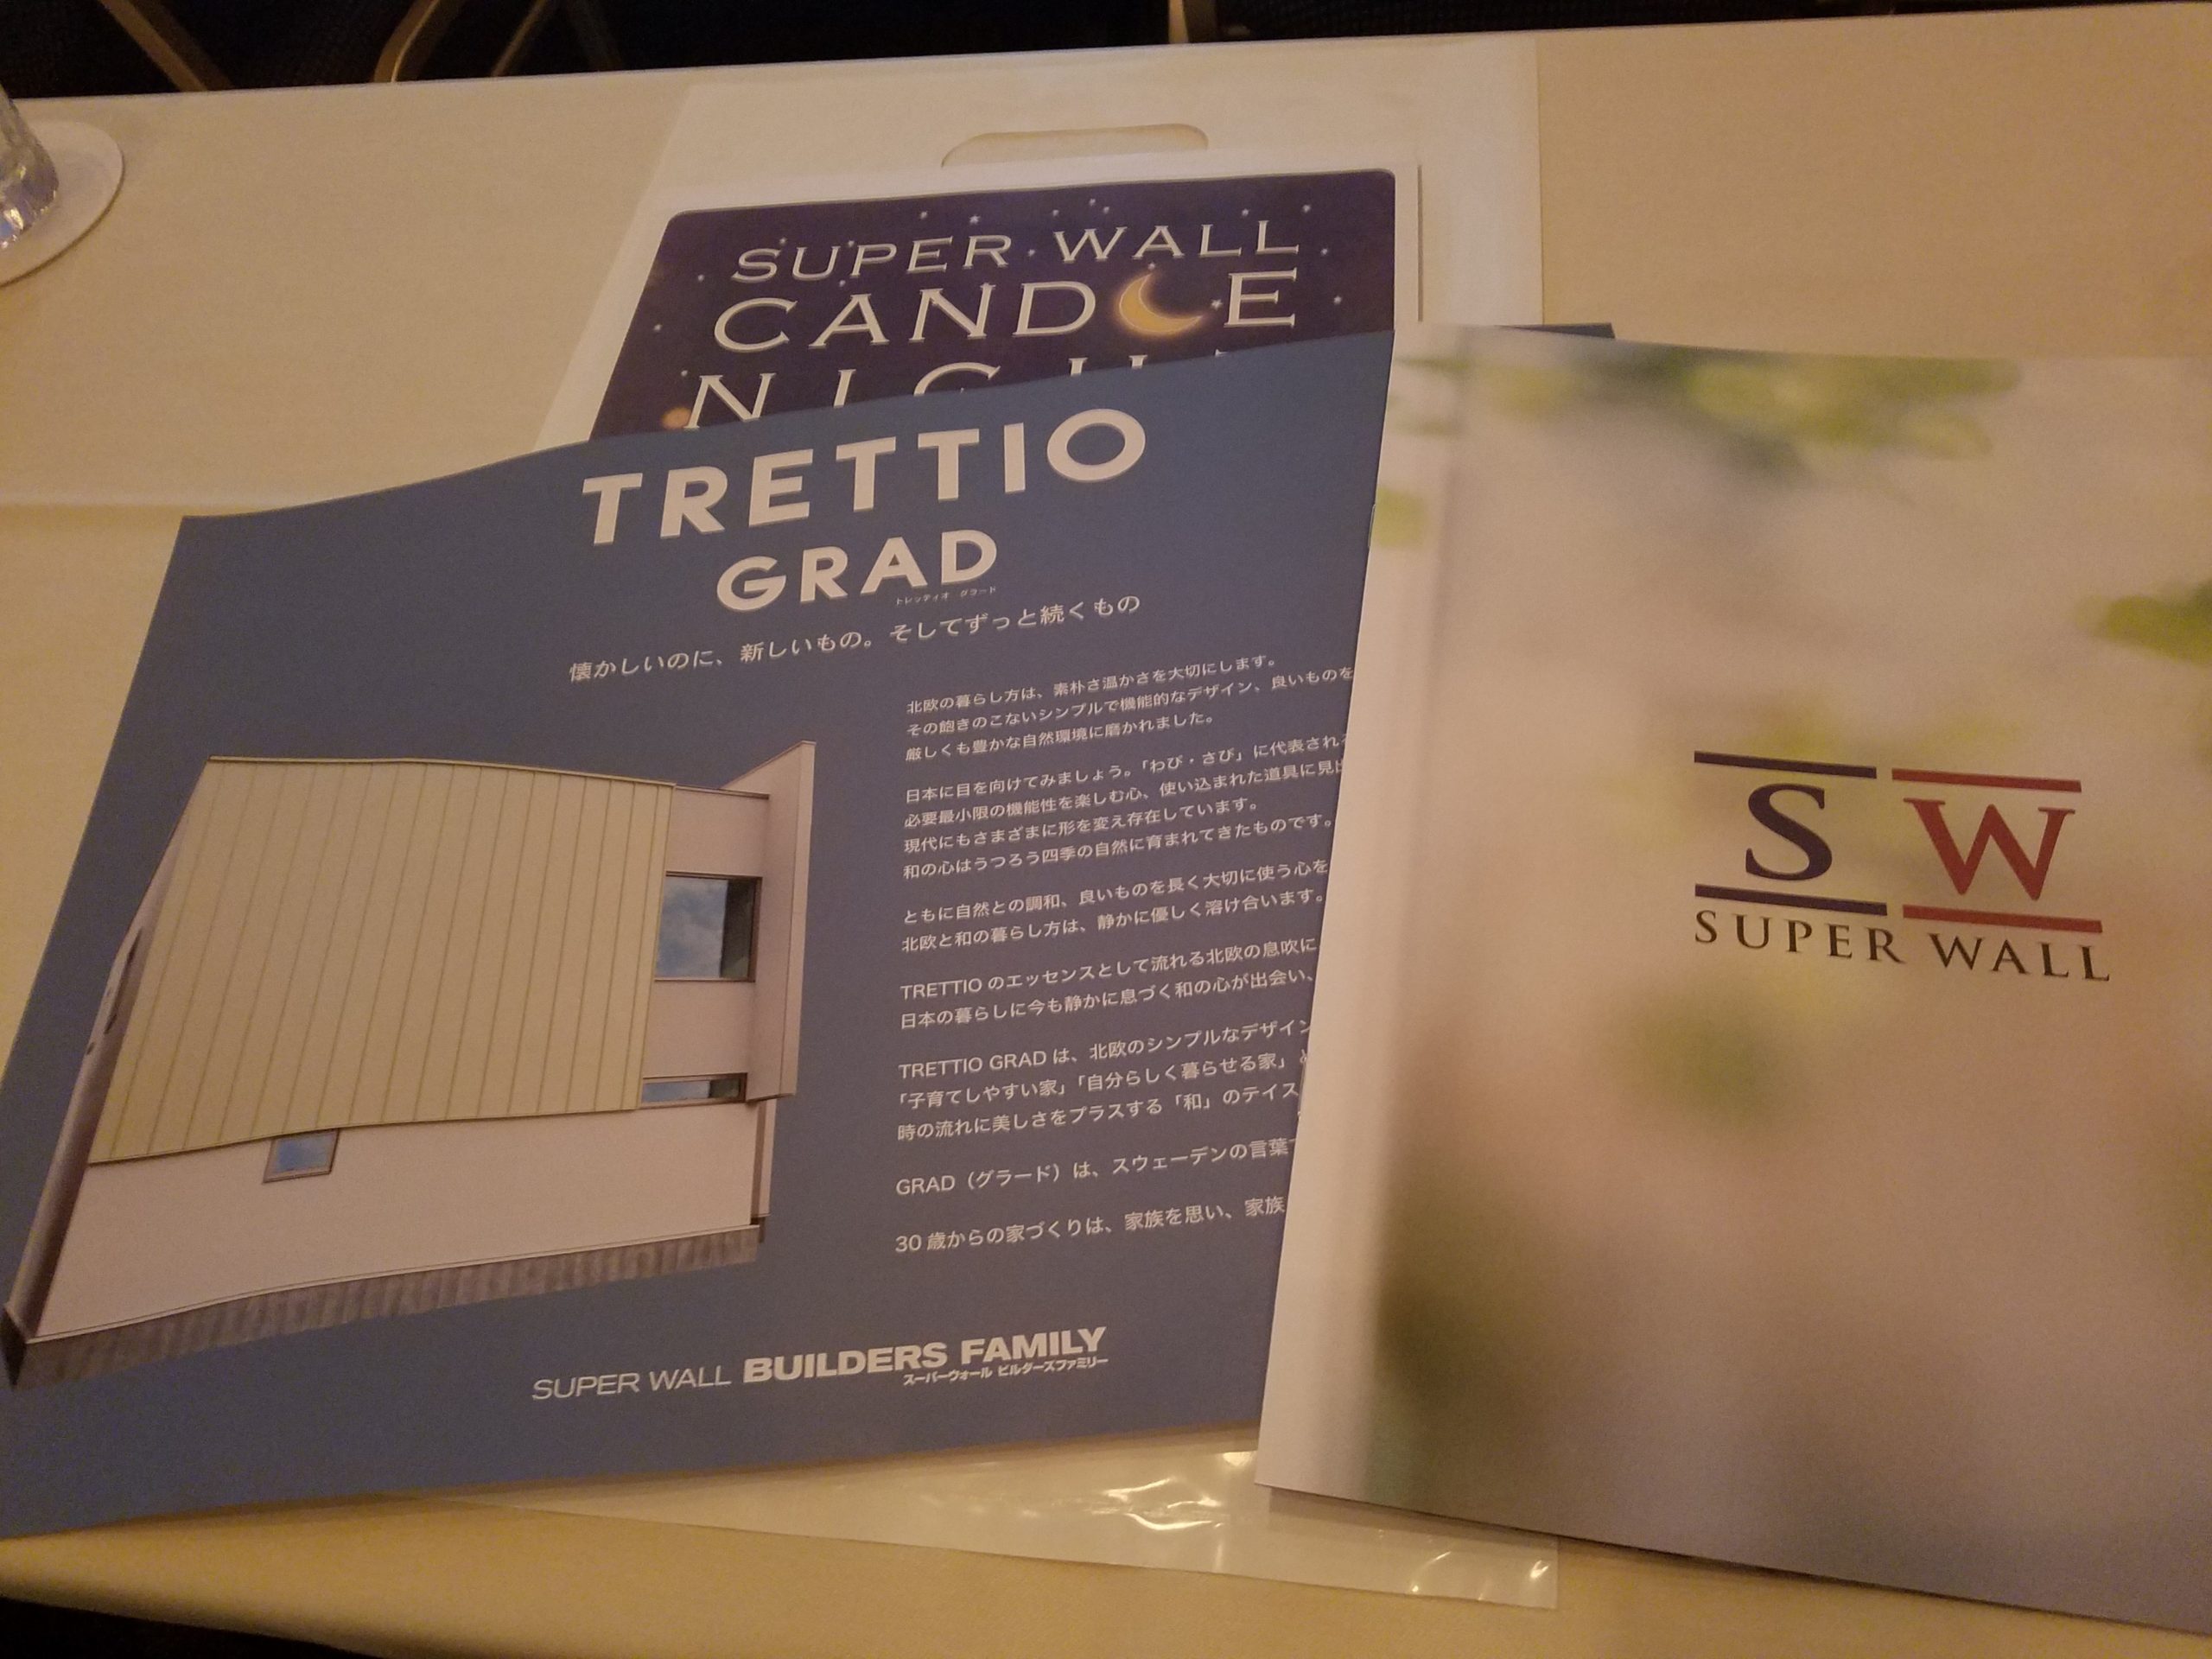 SUPER WALL
CANDLE
TRETTIO
GRAD
トレッティオ グラード
懐かしいのに、新しいもの。そしてずっと続くもの
北欧の暮らし方は、素朴さ温かさを大切にします。
その飽きのこないシンプルで機能的なデザイン、良いものを
厳しくも豊かな自然環境に磨かれました。
日本に目を向けてみましょう。「わび・さび」に代表され
必要最小限の機能性を楽しむ心、使い込まれた道具に見
現代にもさまざまに形を変え存在しています。
和の心はうつろう四季の自然に育まれてきたものです。
ともに自然との調和、良いものを長く大切に使う心を
北欧と和の暮らし方は、静かに優しく溶け合います。
TRETTIO のエッセンスとして流れる北欧の息吹に
日本の暮らしに今も静かに息づく和の心が出会い、
TRETTIO GRAD は、北欧のシンプルなデザイン
「子育てしやすい家」「自分らしく暮らせる家」
時の流れに美しさをプラスする「和」のテイス
GRAD（グラード）は、スウェーデンの言葉
30 歳からの家づくりは、家族を思い、家族
SUPER WALL BUILDERS FAMILY
スーパーウォール ビルダーズファミリー
S W
SUPER WALL